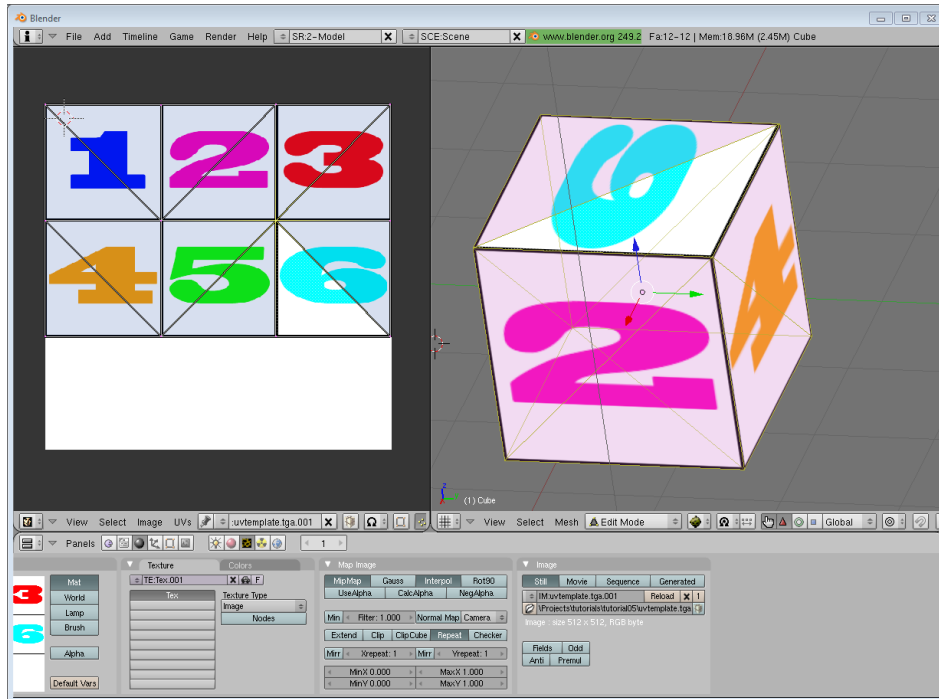 Blender
File Add Timeline Game Render Help SR:2-Model X SCE:Scene X www.blender.org 249.2 Fa:12-12 | Mem:18.96M (2.45M) Cube
1 2 3
4 5 6
6
2
4
z
(1) Cube
View Select Image UVs :uvtemplate.tga.001 X
View Select Mesh Edit Mode Global
Panels 1
Texture Colors
Map Image
Image
3
6
Mat
World
Lamp
Brush
Alpha
Default Vars
TE:Tex.001 X F
Tex
Texture Type
Image
Nodes
MipMap Gauss Interpol Rot90
UseAlpha CalcAlpha NegAlpha
Min Filter: 1.000 Normal Map Camera
Extend Clip ClipCube Repeat Checker
Mirr Xrepeat: 1 Mirr Yrepeat: 1
MinX 0.000 MaxX 1.000
MinY 0.000 MaxY 1.000
Still Movie Sequence Generated
IM:uvtemplate.tga.001 Reload X 1
\Projects\tutorials\tutorial05\uvtemplate.tga
Image : size 512 x 512, RGB byte
Fields Odd
Anti Premul